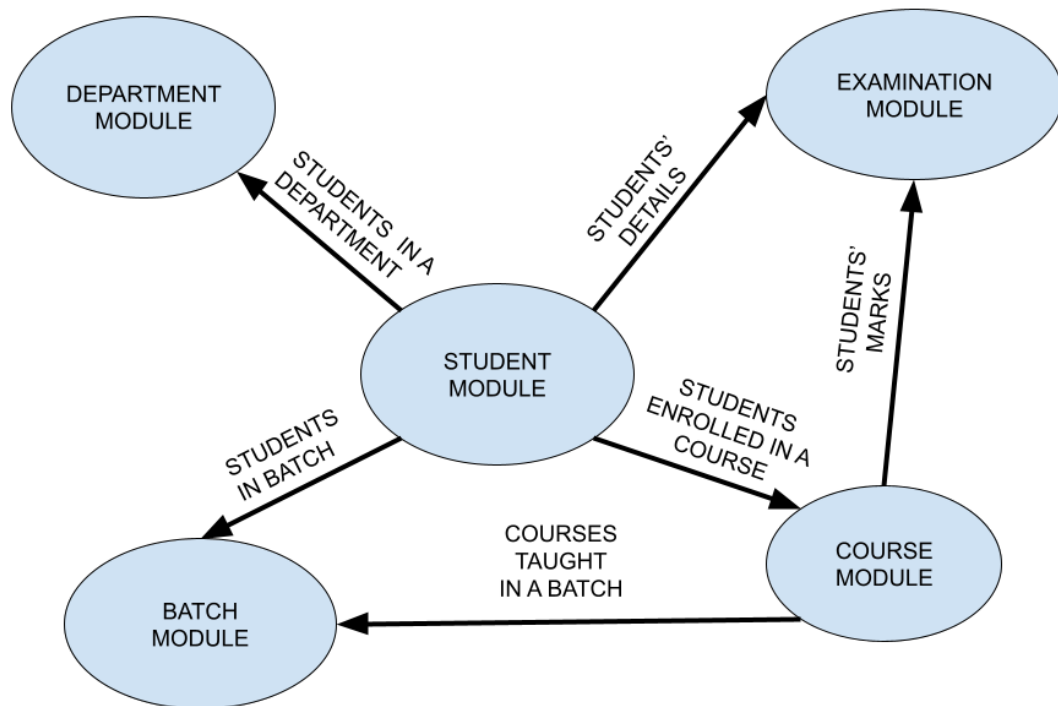 DEPARTMENT
MODULE
EXAMINATION
MODULE
STUDENTS IN A
DEPARTMENT
STUDENTS’
DETAILS
STUDENTS’
MARKS
STUDENT
MODULE
STUDENTS
ENROLLED IN A
COURSE
STUDENTS
IN BATCH
COURSES
TAUGHT
IN A BATCH
COURSE
MODULE
BATCH
MODULE